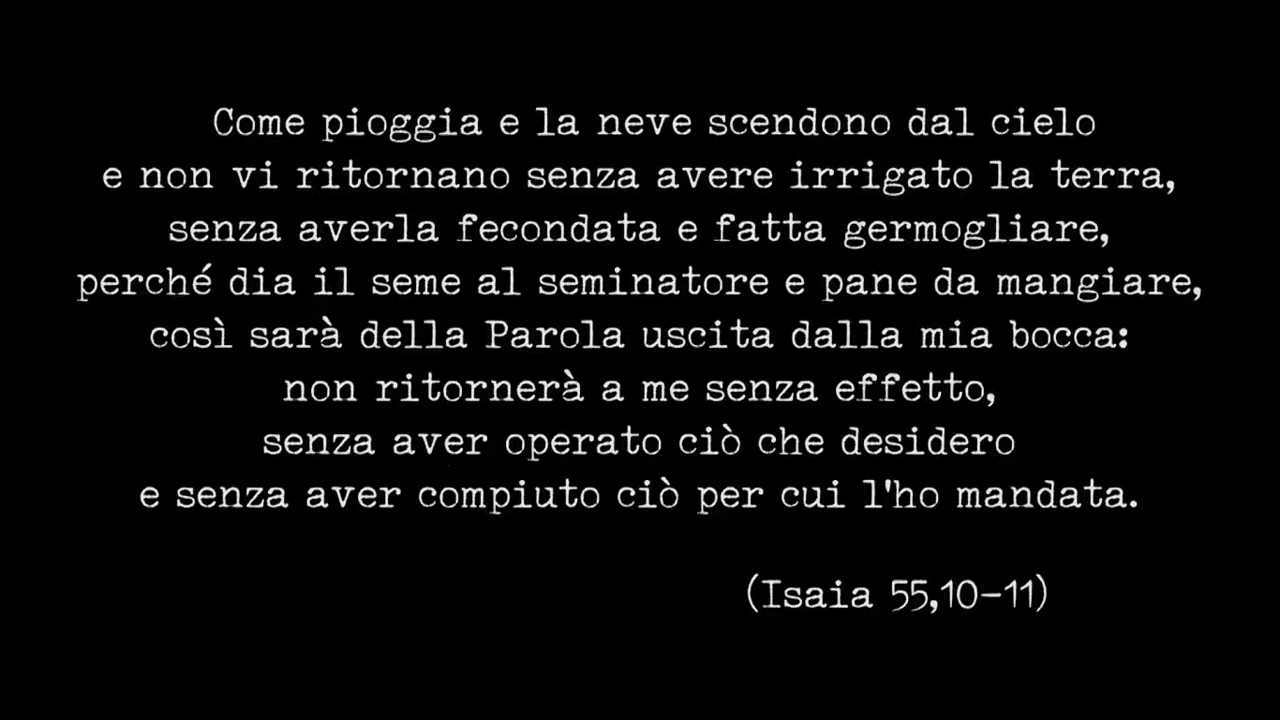 Come pioggia e la neve scendono dal cielo
e non vi ritornano senza avere irrigato la terra,
senza averla fecondata e fatta germogliare,
perché dia il seme al seminatore e pane da mangiare,
così sarà della Parola uscita dalla mia bocca:
non ritornerà a me senza effetto,
senza aver operato ciò che desidero
e senza aver compiuto ciò per cui l'ho mandata.
(Isaia 55,10-11)